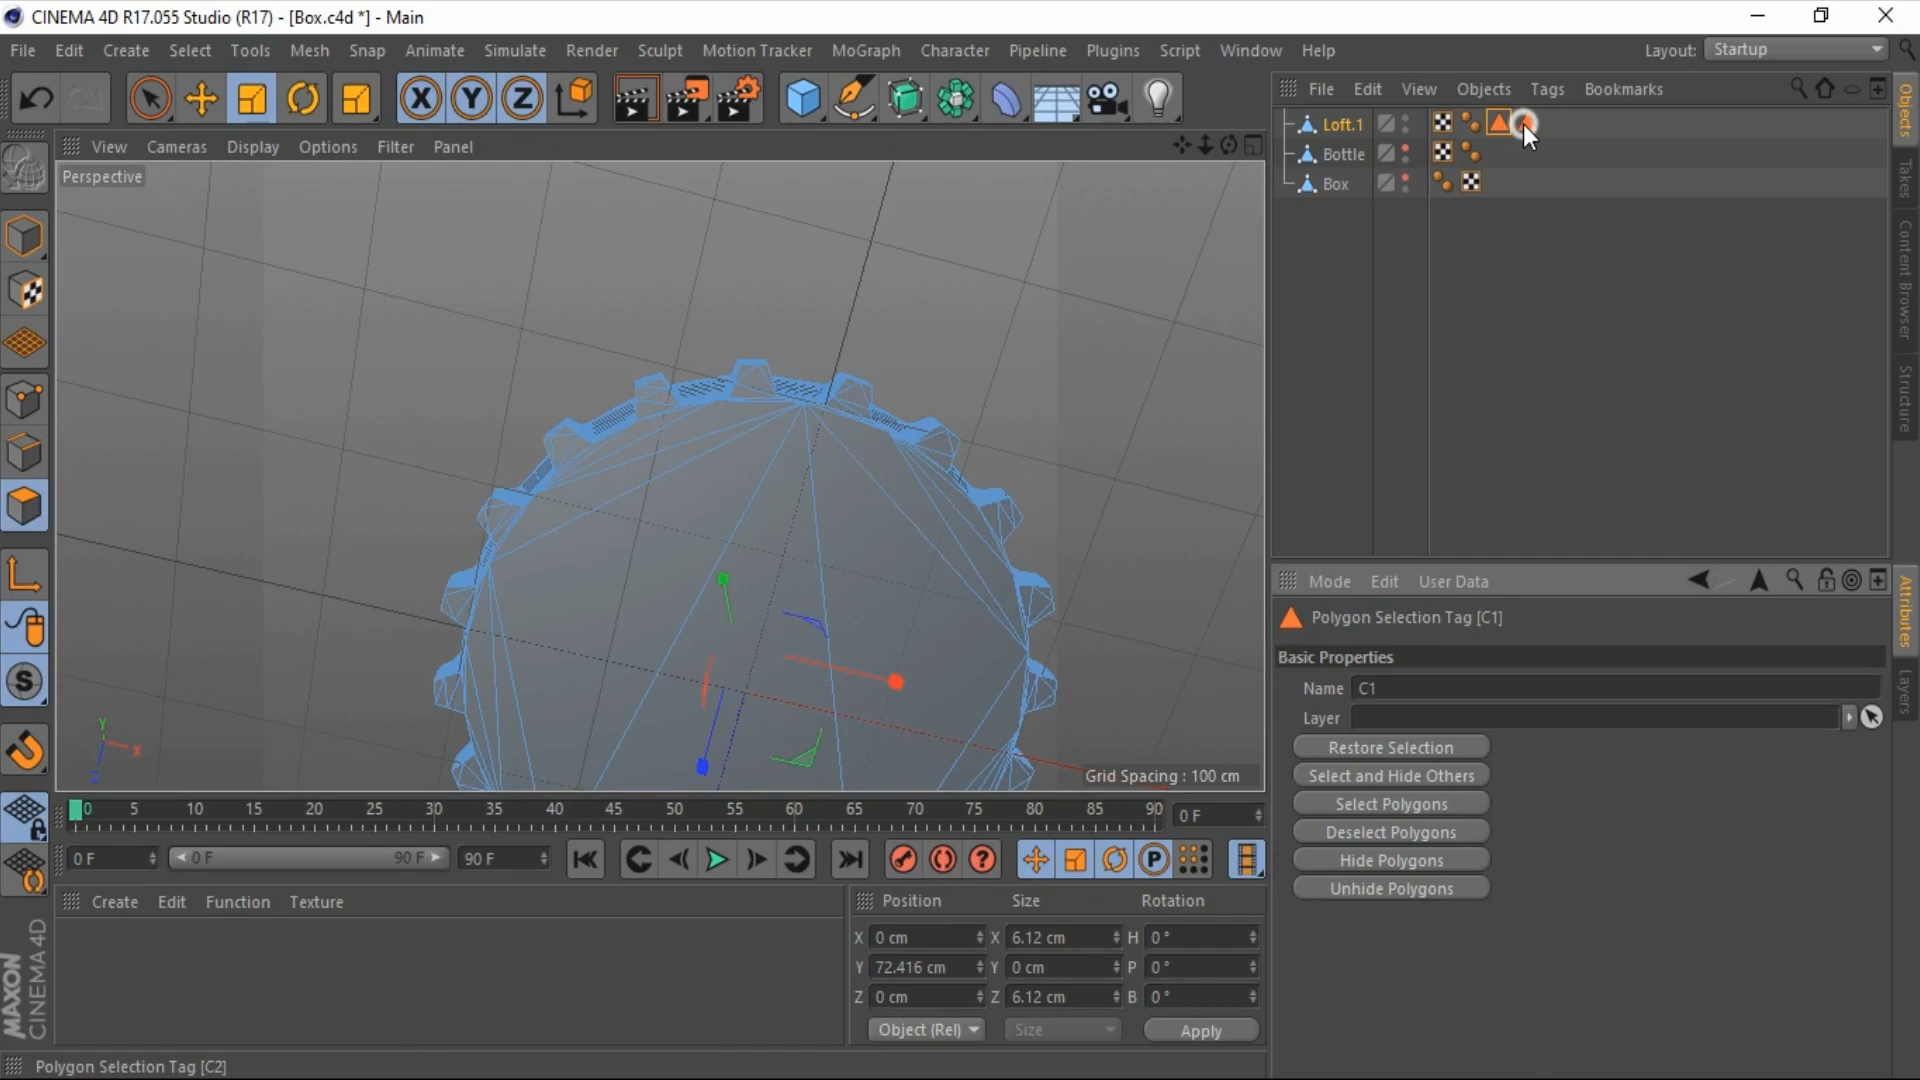 CINEMA 4D R17.055 Studio (R17) - [Box.c4d *] - Main
File Edit Create Select Tools Mesh Snap Animate Simulate Render Sculpt Motion Tracker MoGraph Character Pipeline Plugins Script Window Help Layout: Startup
X Y Z
File Edit View Objects Tags Bookmarks
Loft.1
Bottle
Box
View Cameras Display Options Filter Panel
Perspective
Y
X
Z
Grid Spacing : 100 cm
S
0 5 10 15 20 25 30 35 40 45 50 55 60 65 70 75 80 85 90 0 F
0 F 0 F 90 F 90 F ? P
Create Edit Function Texture
Position Size Rotation
X 0 cm X 6.12 cm H 0 °
Y 72.416 cm Y 0 cm P 0 °
Z 0 cm Z 6.12 cm B 0 °
Object (Rel) Size Apply
Mode Edit User Data
Polygon Selection Tag [C1]
Basic Properties
Name C1
Layer
Restore Selection
Select and Hide Others
Select Polygons
Deselect Polygons
Hide Polygons
Unhide Polygons
Objects
Takes
Content Browser
Structure
Attributes
Layers
MAXON
CINEMA 4D
Polygon Selection Tag [C2]